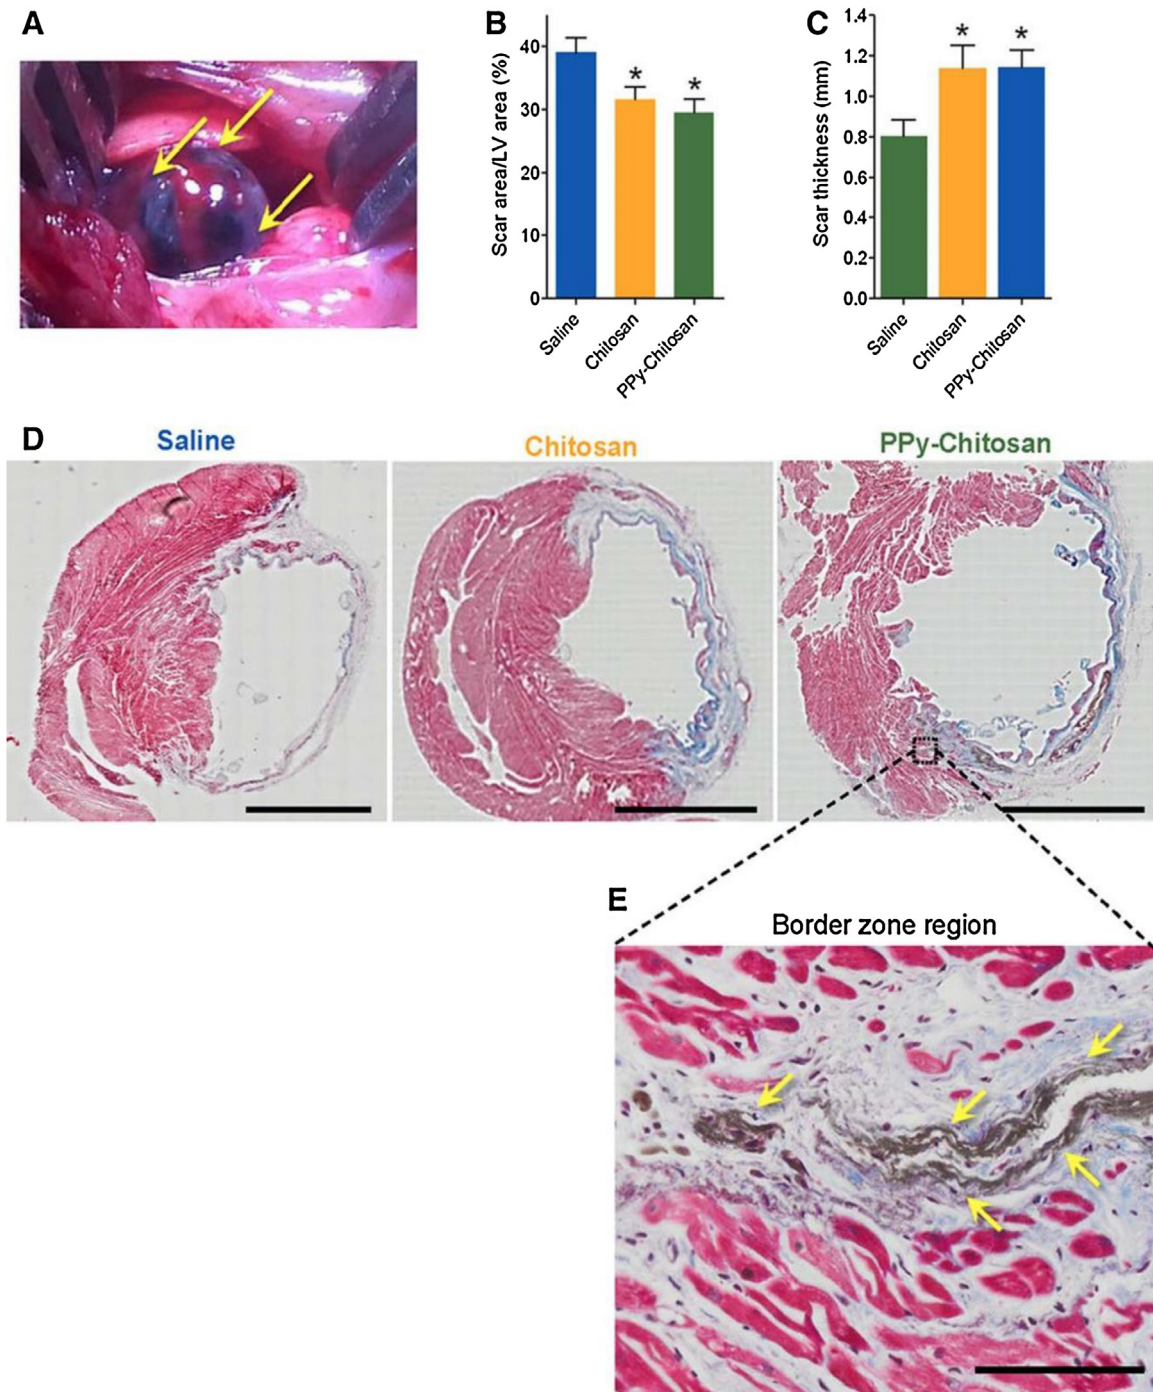 A
B
Scar area/LV area (%)
40
30
20
10
0
Saline
Chitosan
PPy-Chitosan
C
Scar thickness (mm)
1.4
1.2
1.0
0.8
0.6
0.4
0.2
0.0
*
*
*
*
Saline
Chitosan
PPy-Chitosan
D
Saline
Chitosan
PPy-Chitosan
E
Border zone region